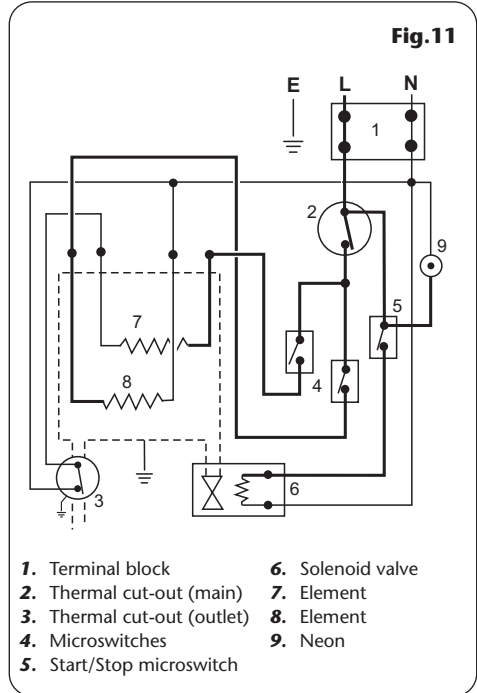 Fig.11
E L N
1
2
9
5
7
4
8
6
3
1. Terminal block
2. Thermal cut-out (main)
3. Thermal cut-out (outlet)
4. Microswitches
5. Start/Stop microswitch
6. Solenoid valve
7. Element
8. Element
9. Neon